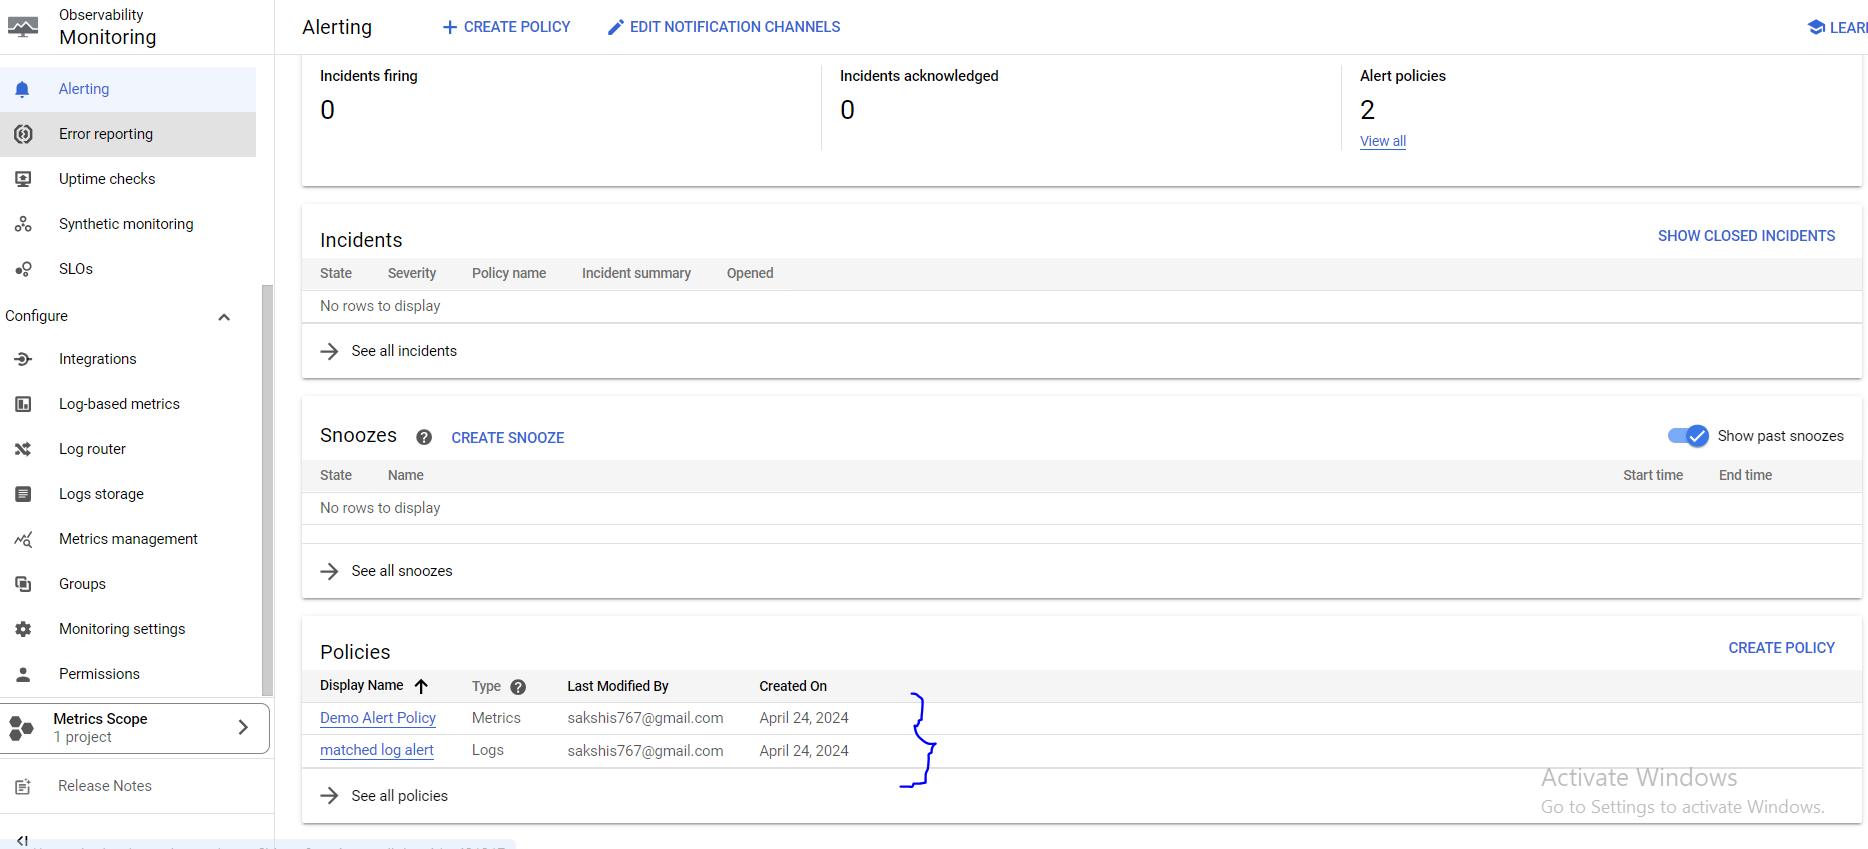 Observability
Monitoring
Alerting
CREATE POLICY
EDIT NOTIFICATION CHANNELS
LEAR
Alerting
Error reporting
Uptime checks
Synthetic monitoring
SLOs
Configure
Integrations
Log-based metrics
Log router
Logs storage
Metrics management
Groups
Monitoring settings
Permissions
Metrics Scope
1 project
Release Notes
Incidents firing
0
Incidents acknowledged
0
Alert policies
2
View all
Incidents
SHOW CLOSED INCIDENTS
State Severity Policy name Incident summary Opened
No rows to display
See all incidents
Snoozes CREATE SNOOZE
Show past snoozes
State Name Start time End time
No rows to display
See all snoozes
Policies
CREATE POLICY
Display Name Type Last Modified By Created On
Demo Alert Policy Metrics sakshis767@gmail.com April 24, 2024
matched log alert Logs sakshis767@gmail.com April 24, 2024
See all policies
Activate Windows
Go to Settings to activate Windows.